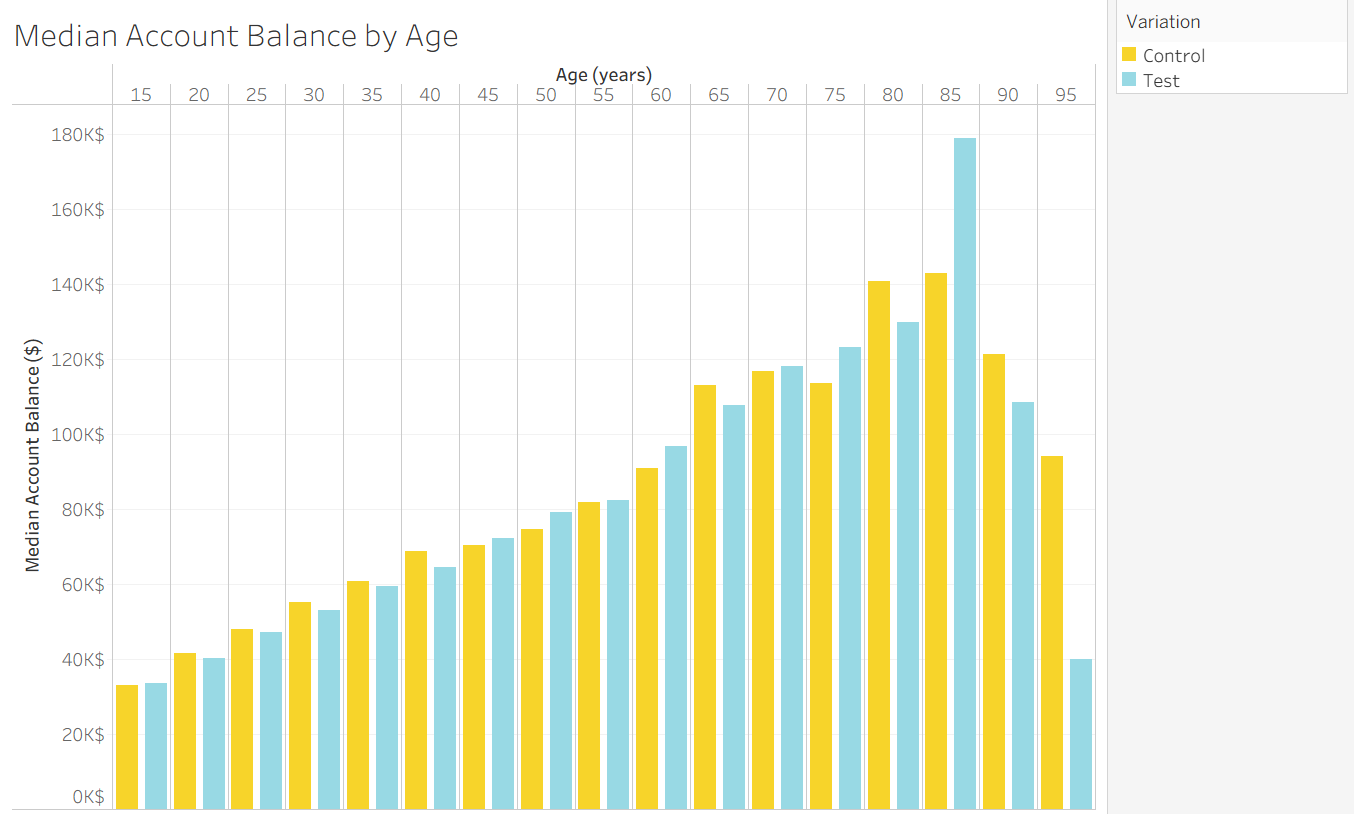 Median Account Balance by Age
Variation
Control
Test
Age (years)
15 20 25 30 35 40 45 50 55 60 65 70 75 80 85 90 95
Median Account Balance ($)
180K$
160K$
140K$
120K$
100K$
80K$
60K$
40K$
20K$
0K$